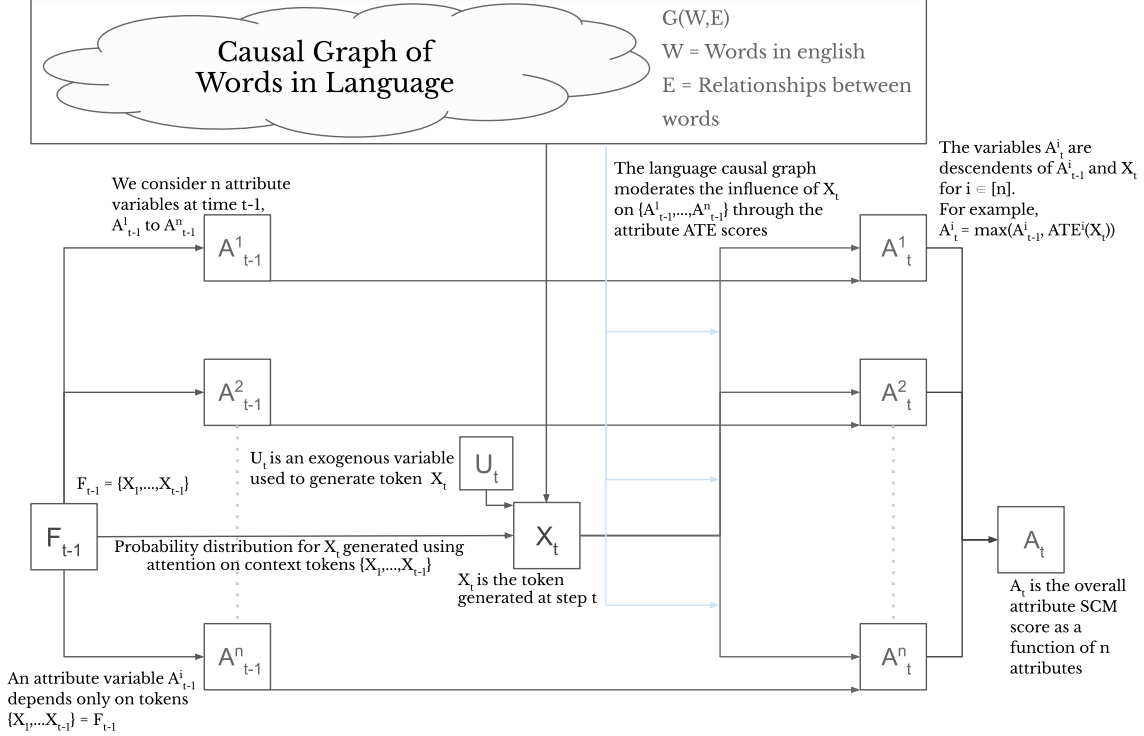 Causal Graph of
Words in Language
G(W,E)
W = Words in english
E = Relationships between
words
We consider n attribute
variables at time t-1,
A¹ₜ₋₁ to Aⁿₜ₋₁
The language causal graph
moderates the influence of Xₜ
on {A¹ₜ₋₁,...,Aⁿₜ₋₁} through the
attribute ATE scores
The variables Aⁱₜ are
descendents of Aⁱₜ₋₁ and Xₜ
for i ∈ [n].
For example,
Aⁱₜ = max(Aⁱₜ₋₁, ATEⁱ(Xₜ))
A¹ₜ₋₁
A¹ₜ
A²ₜ₋₁
A²ₜ
Uₜ is an exogenous variable
used to generate token Xₜ
Uₜ
Fₜ₋₁ = {X₁,...,Xₜ₋₁}
Fₜ₋₁
Probability distribution for Xₜ generated using
attention on context tokens {X₁,...,Xₜ₋₁}
Xₜ
Xₜ is the token
generated at step t
Aₜ
Aₜ is the overall
attribute SCM
score as a
function of n
attributes
Aⁿₜ₋₁
Aⁿₜ
An attribute variable Aⁱₜ₋₁
depends only on tokens
{X₁,...Xₜ₋₁} = Fₜ₋₁